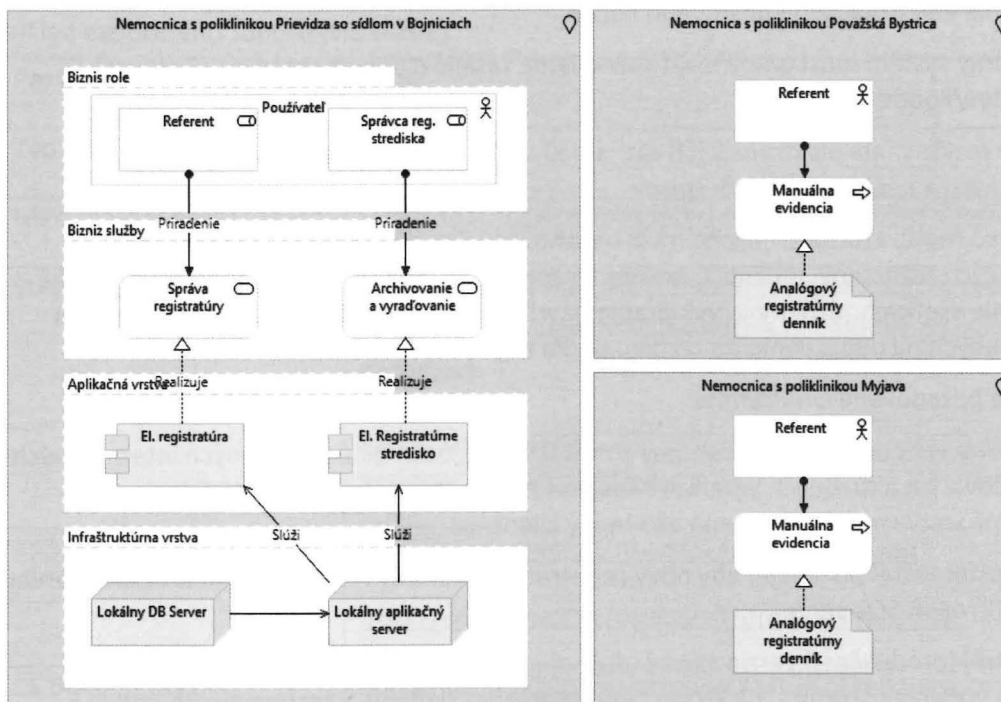 Nemocnica s poliklinikou Prievidza so sídlom v Bojniciach
Biznis role
Používateľ
Referent
Správca reg.
strediska
Priradenie
Priradenie
Bizniz služby
Správa
registratúry
Archivovanie
a vyraďovanie
Realizuje
Realizuje
Aplikačná vrstva
El. registratúra
El. Registratúrne
stredisko
Slúži
Slúži
Infraštruktúrna vrstva
Lokálny DB Server
Lokálny aplikačný
server
Nemocnica s poliklinikou Považská Bystrica
Referent
Manuálna
evidencia
Analógový
registratúrny
denník
Nemocnica s poliklinikou Myjava
Referent
Manuálna
evidencia
Analógový
registratúrny
denník